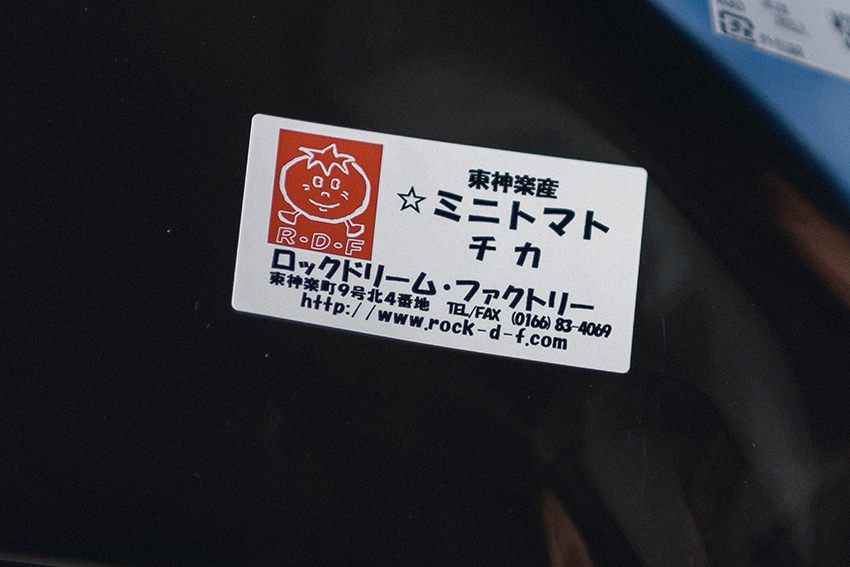 東神楽産
☆ミニトマト
チカ
R・D・F
ロックドリーム・ファクトリー
東神楽町9号北4番地 TEL/FAX (0166) 83-4069
http://www.rock-d-f.com